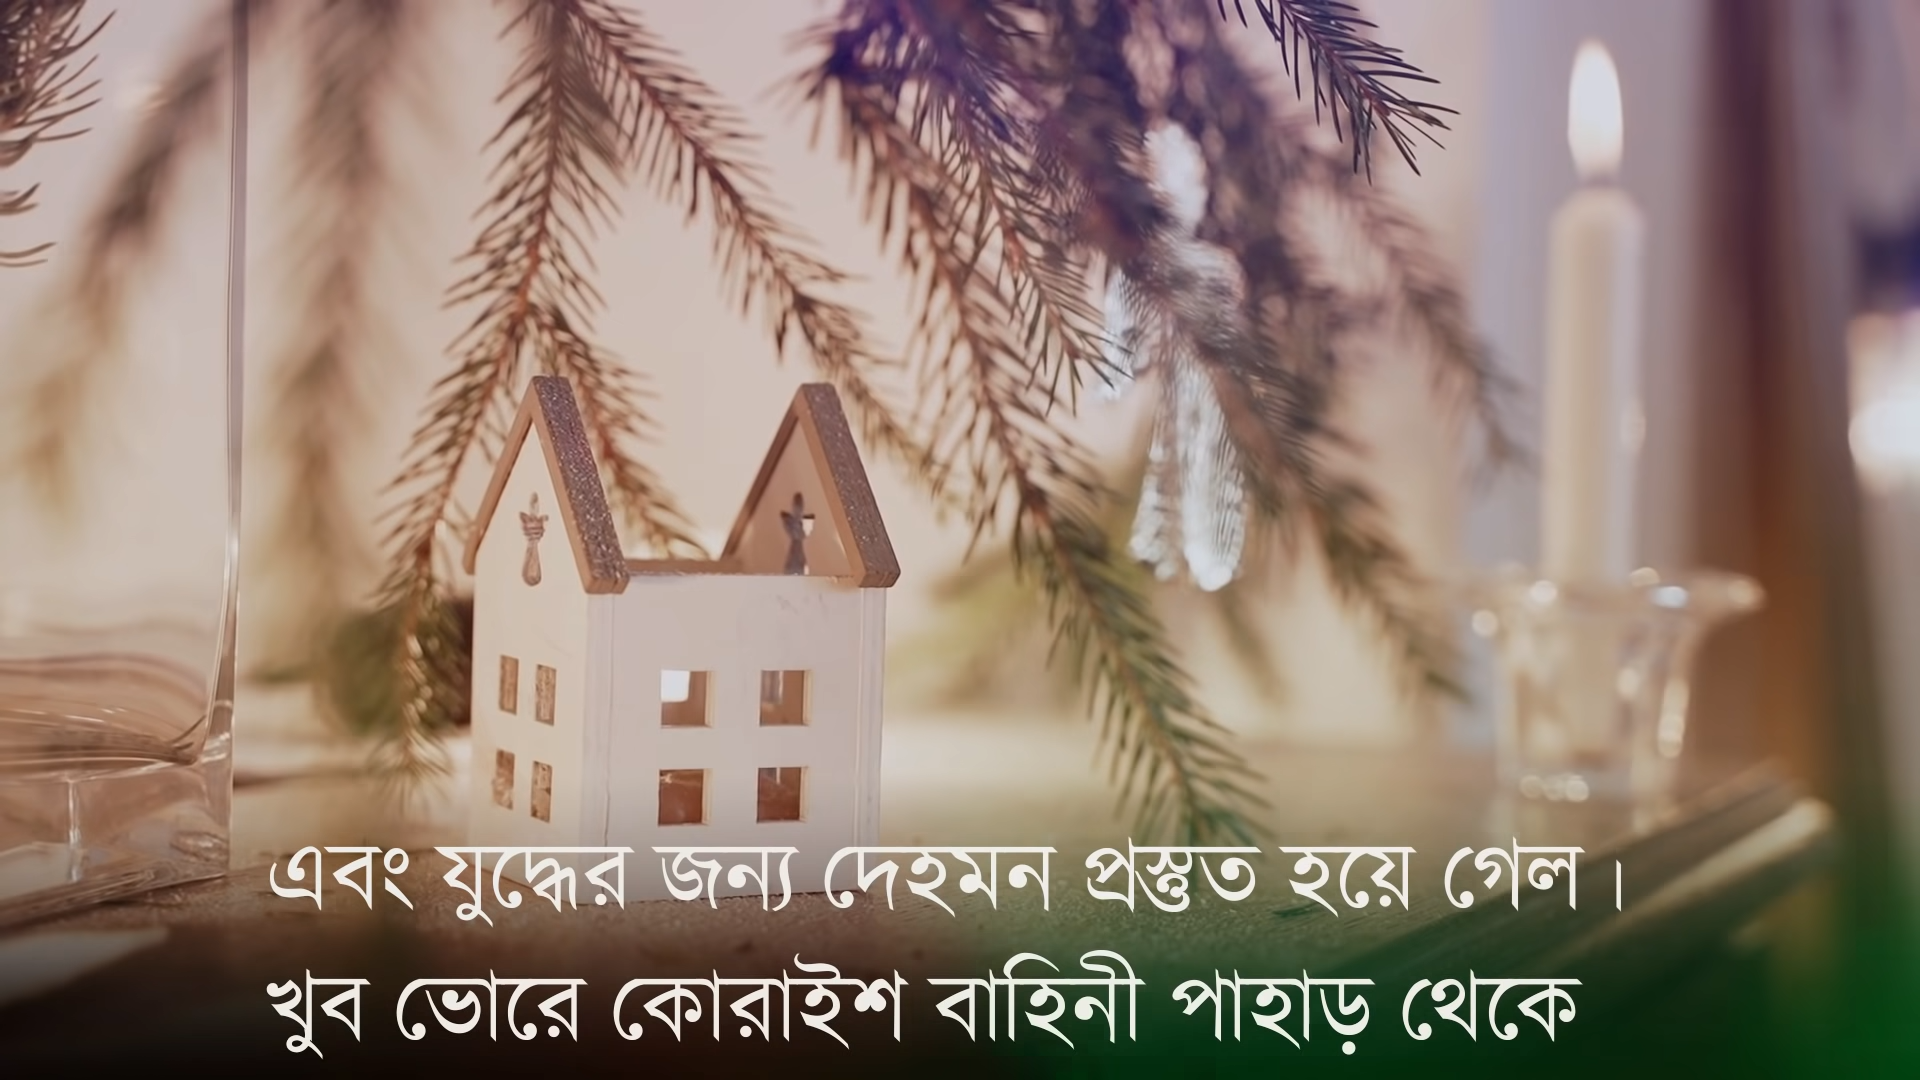 এবং যুদ্ধের জন্য দেহমন প্রস্তুত হয়ে গেল।
খুব ভোরে কোরাইশ বাহিনী পাহাড় থেকে